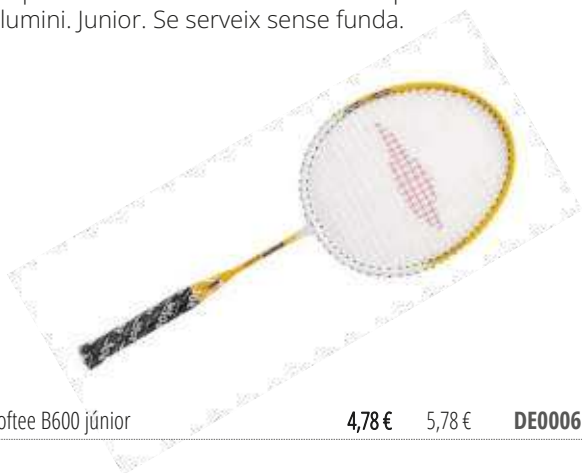 lumini. Junior. Se serveix sense funda.
oftee B600 júnior 4,78 € 5,78 € DE0006